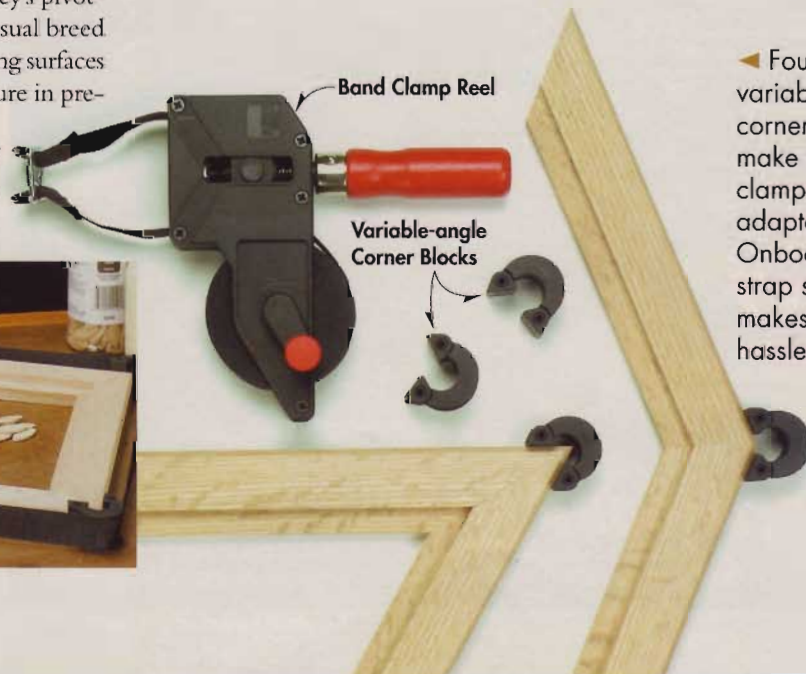 sual breed
ng surfaces
ure in pre-
Band Clamp Reel
Variable-angle
Corner Blocks
◄ Fou
variab
corner
make
clamp
adapte
Onboa
strap s
makes
hassle